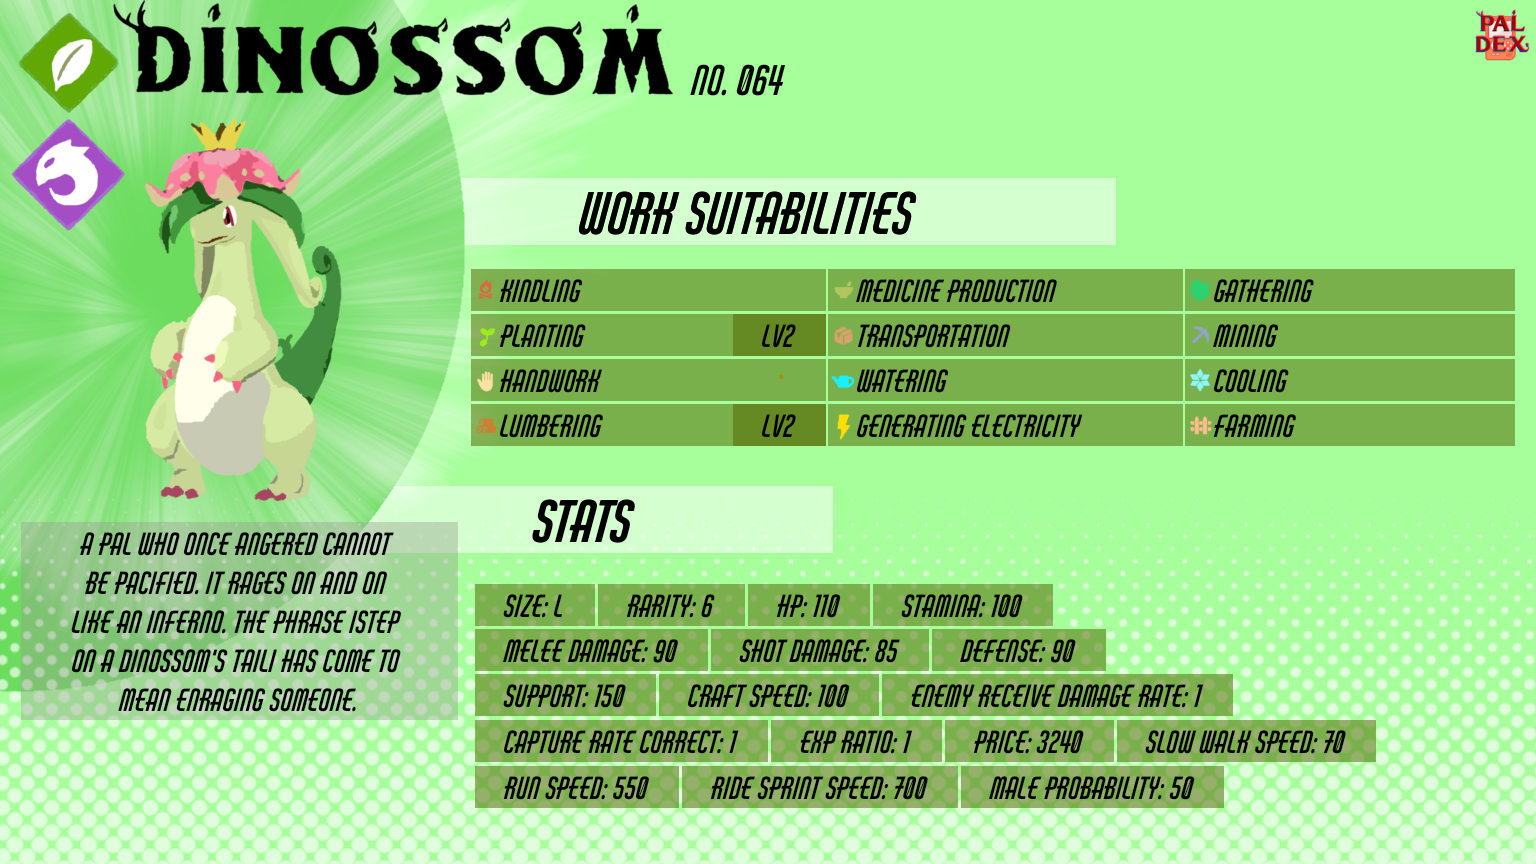 DINOSSOM NO. 064
PAL
DEX
WORK SUITABILITIES
KINDLING MEDICINE PRODUCTION GATHERING
PLANTING LV2 TRANSPORTATION MINING
HANDWORK WATERING COOLING
LUMBERING LV2 GENERATING ELECTRICITY FARMING
A PAL WHO ONCE ANGERED CANNOT
BE PACIFIED. IT RAGES ON AND ON
LIKE AN INFERNO. THE PHRASE ISTEP
ON A DINOSSOM'S TAILI HAS COME TO
MEAN ENRAGING SOMEONE.
STATS
SIZE: L RARITY: 6 HP: 110 STAMINA: 100
MELEE DAMAGE: 90 SHOT DAMAGE: 85 DEFENSE: 90
SUPPORT: 150 CRAFT SPEED: 100 ENEMY RECEIVE DAMAGE RATE: 1
CAPTURE RATE CORRECT: 1 EXP RATIO: 1 PRICE: 3240 SLOW WALK SPEED: 70
RUN SPEED: 550 RIDE SPRINT SPEED: 700 MALE PROBABILITY: 50